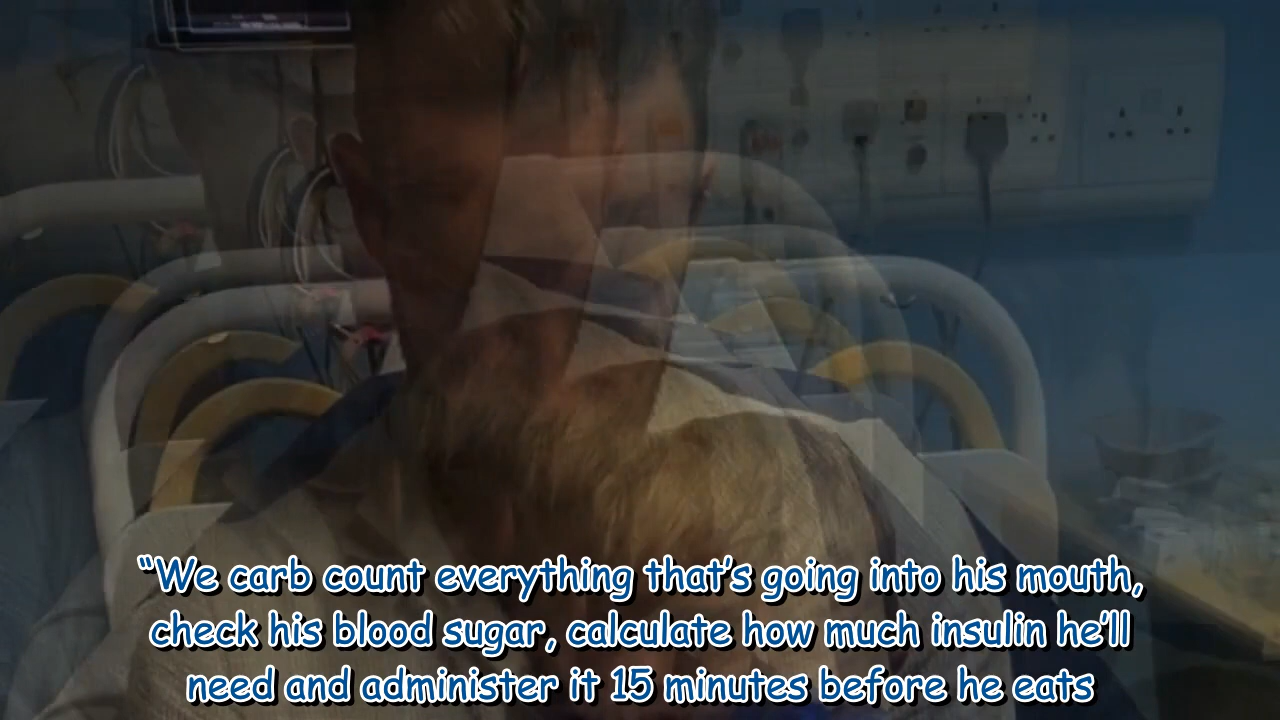 “We carb count everything that’s going into his mouth,
check his blood sugar, calculate how much insulin he’ll
need and administer it 15 minutes before he eats